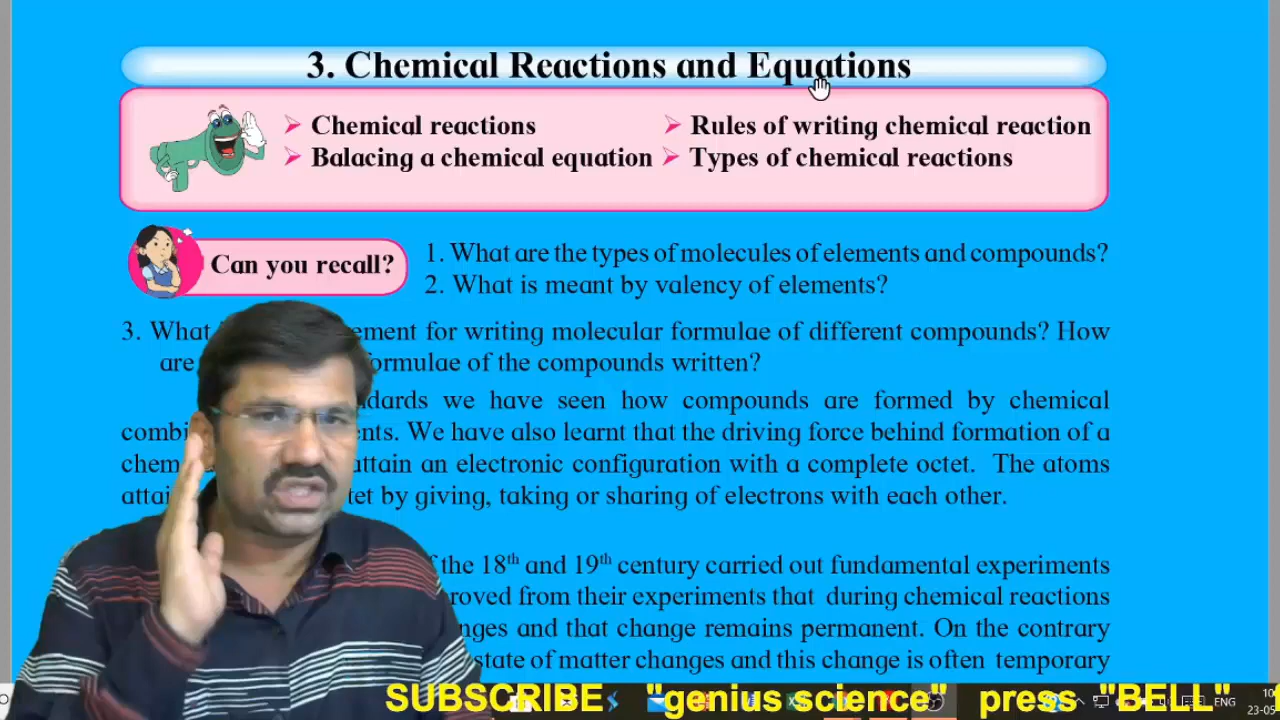 3. Chemical Reactions and Equations
Chemical reactions
Rules of writing chemical reaction
Balacing a chemical equation
Types of chemical reactions
Can you recall?
1. What are the types of molecules of elements and compounds?
2. What is meant by valency of elements?
3. What ement for writing molecular formulae of different compounds? How
are formulae of the compounds written?
dards we have seen how compounds are formed by chemical
combi nts. We have also learnt that the driving force behind formation of a
chem attain an electronic configuration with a complete octet. The atoms
attai tet by giving, taking or sharing of electrons with each other.
f the 18th and 19th century carried out fundamental experiments
roved from their experiments that during chemical reactions
nges and that change remains permanent. On the contrary
state of matter changes and this change is often temporary
SUBSCRIBE "genius science" press "BELL"
ENG
10
23-05